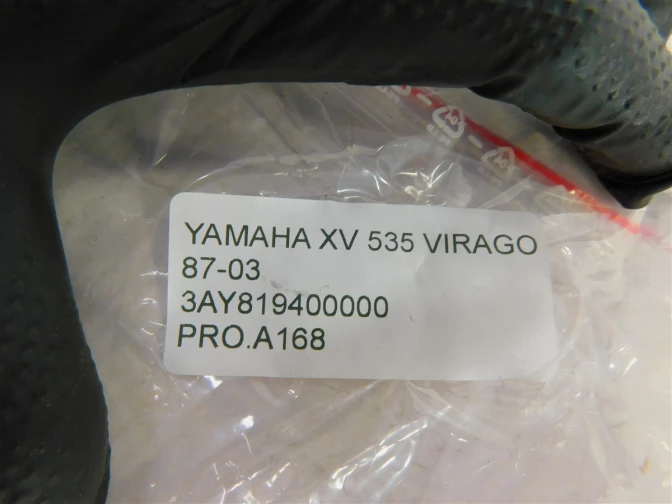 YAMAHA XV 535 VIRAGO
87-03
3AY819400000
PRO.A168